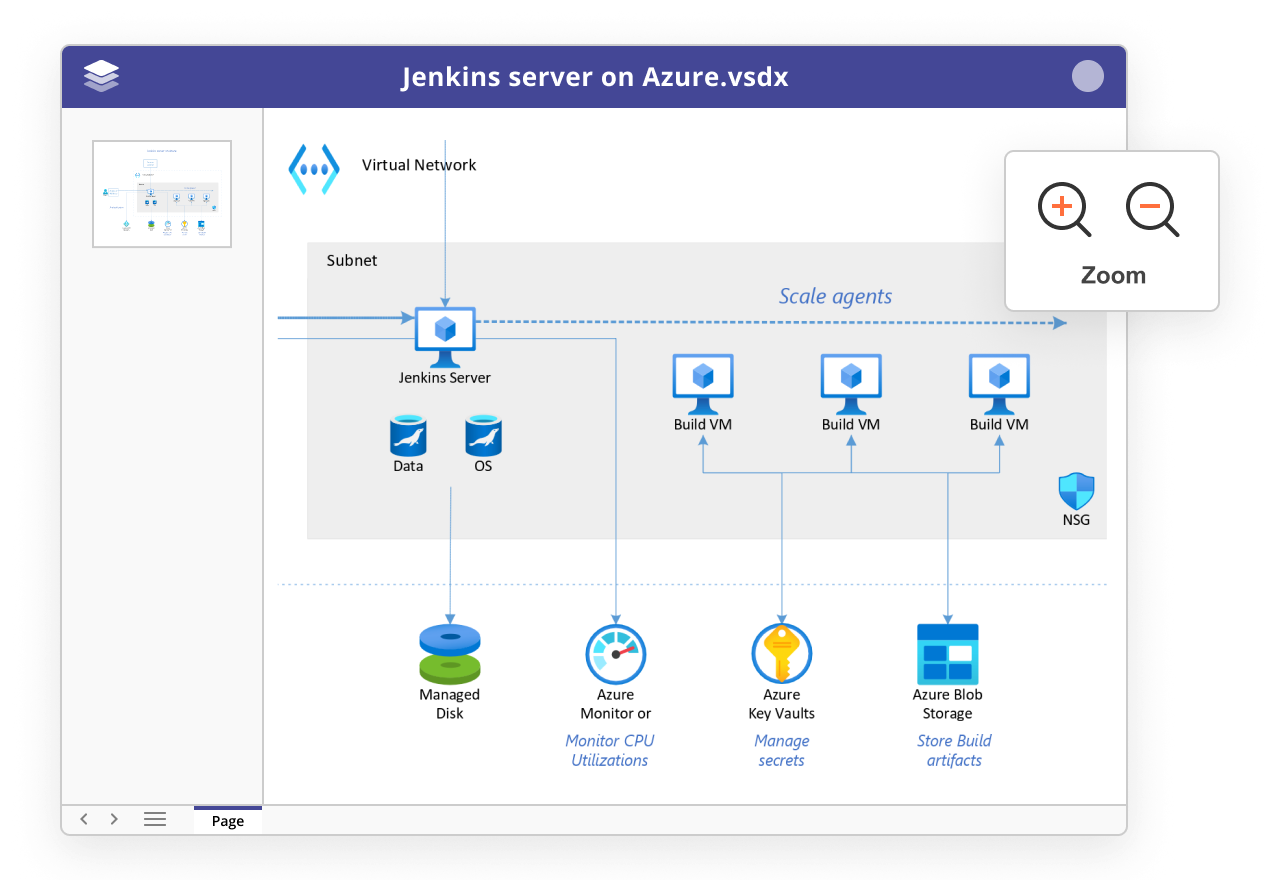 Jenkins server on Azure.vsdx
Virtual Network
Zoom
Subnet
Scale agents
Jenkins Server
Build VM
Build VM
Build VM
Data
OS
NSG
Managed
Disk
Azure
Monitor or
Monitor CPU
Utilizations
Azure
Key Vaults
Manage
secrets
Azure Blob
Storage
Store Build
artifacts
Page